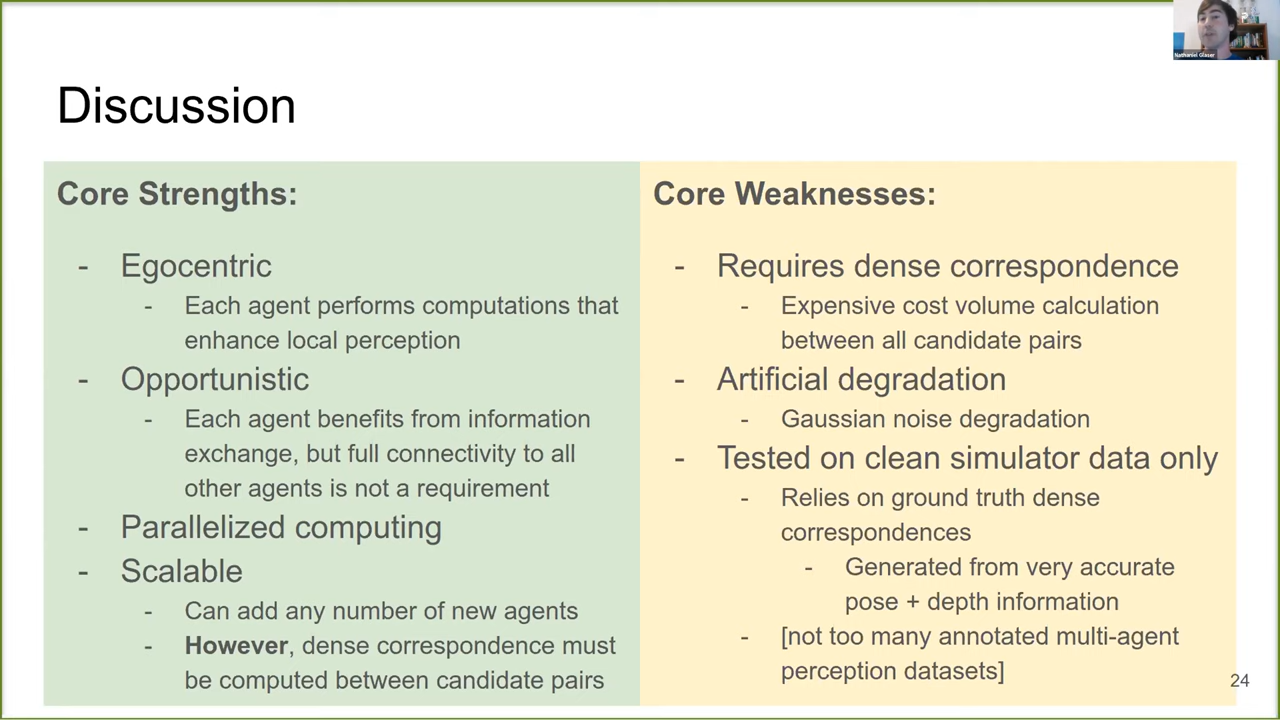 Nathaniel Glaser
Discussion
Core Strengths:
- Egocentric
- Each agent performs computations that
enhance local perception
- Opportunistic
- Each agent benefits from information
exchange, but full connectivity to all
other agents is not a requirement
- Parallelized computing
- Scalable
- Can add any number of new agents
- However, dense correspondence must
be computed between candidate pairs
Core Weaknesses:
- Requires dense correspondence
- Expensive cost volume calculation
between all candidate pairs
- Artificial degradation
- Gaussian noise degradation
- Tested on clean simulator data only
- Relies on ground truth dense
correspondences
- Generated from very accurate
pose + depth information
- [not too many annotated multi-agent
perception datasets]
24